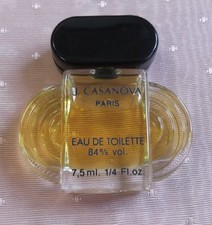 J. CASANOVA
PARIS
EAU DE TOILETTE
84% vol.
7,5 ml. 1/4 Fl.oz.